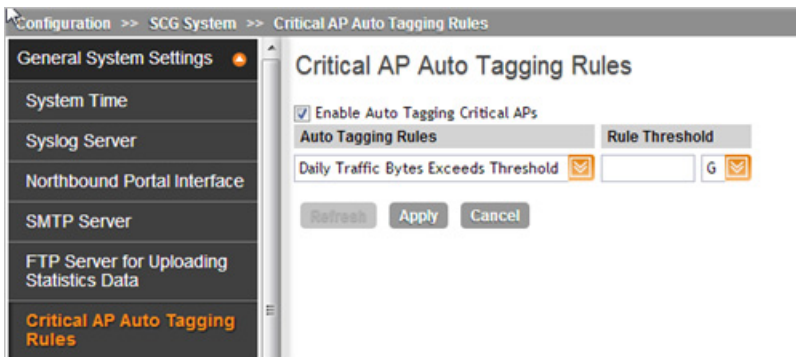 Configuration >> SCG System >> Critical AP Auto Tagging Rules
General System Settings
System Time
Syslog Server
Northbound Portal Interface
SMTP Server
FTP Server for Uploading
Statistics Data
Critical AP Auto Tagging
Rules
Critical AP Auto Tagging Rules
Enable Auto Tagging Critical APs
Auto Tagging Rules Rule Threshold
Daily Traffic Bytes Exceeds Threshold G
Refresh Apply Cancel